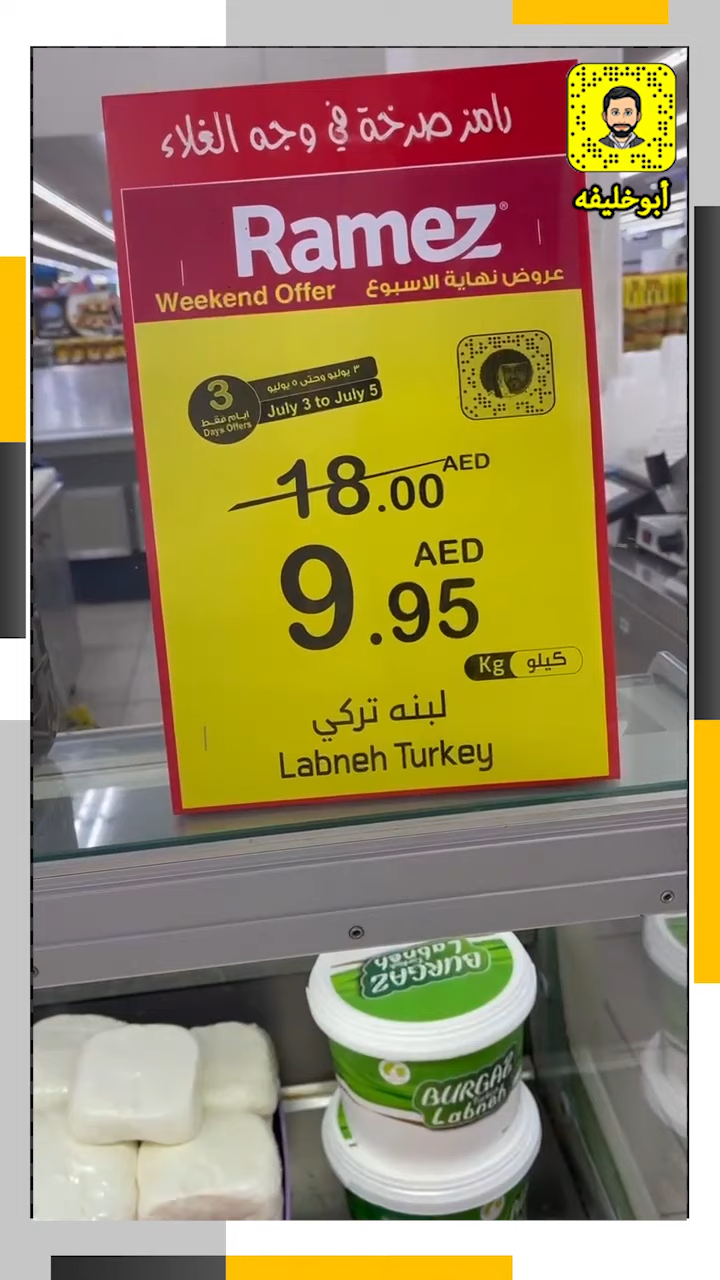 رامز صرخة في وجه الغلاء
أبوخليفه
Ramez®
Weekend Offer عروض نهاية الاسبوع
3 ايام فقط Days Offers
٣ يوليو وحتى ٥ يوليو
July 3 to July 5
18.00 AED
9.95 AED
Kg كيلو
لبنه تركي
Labneh Turkey
BURGAZ
Labneh
BURGAZ
Labneh